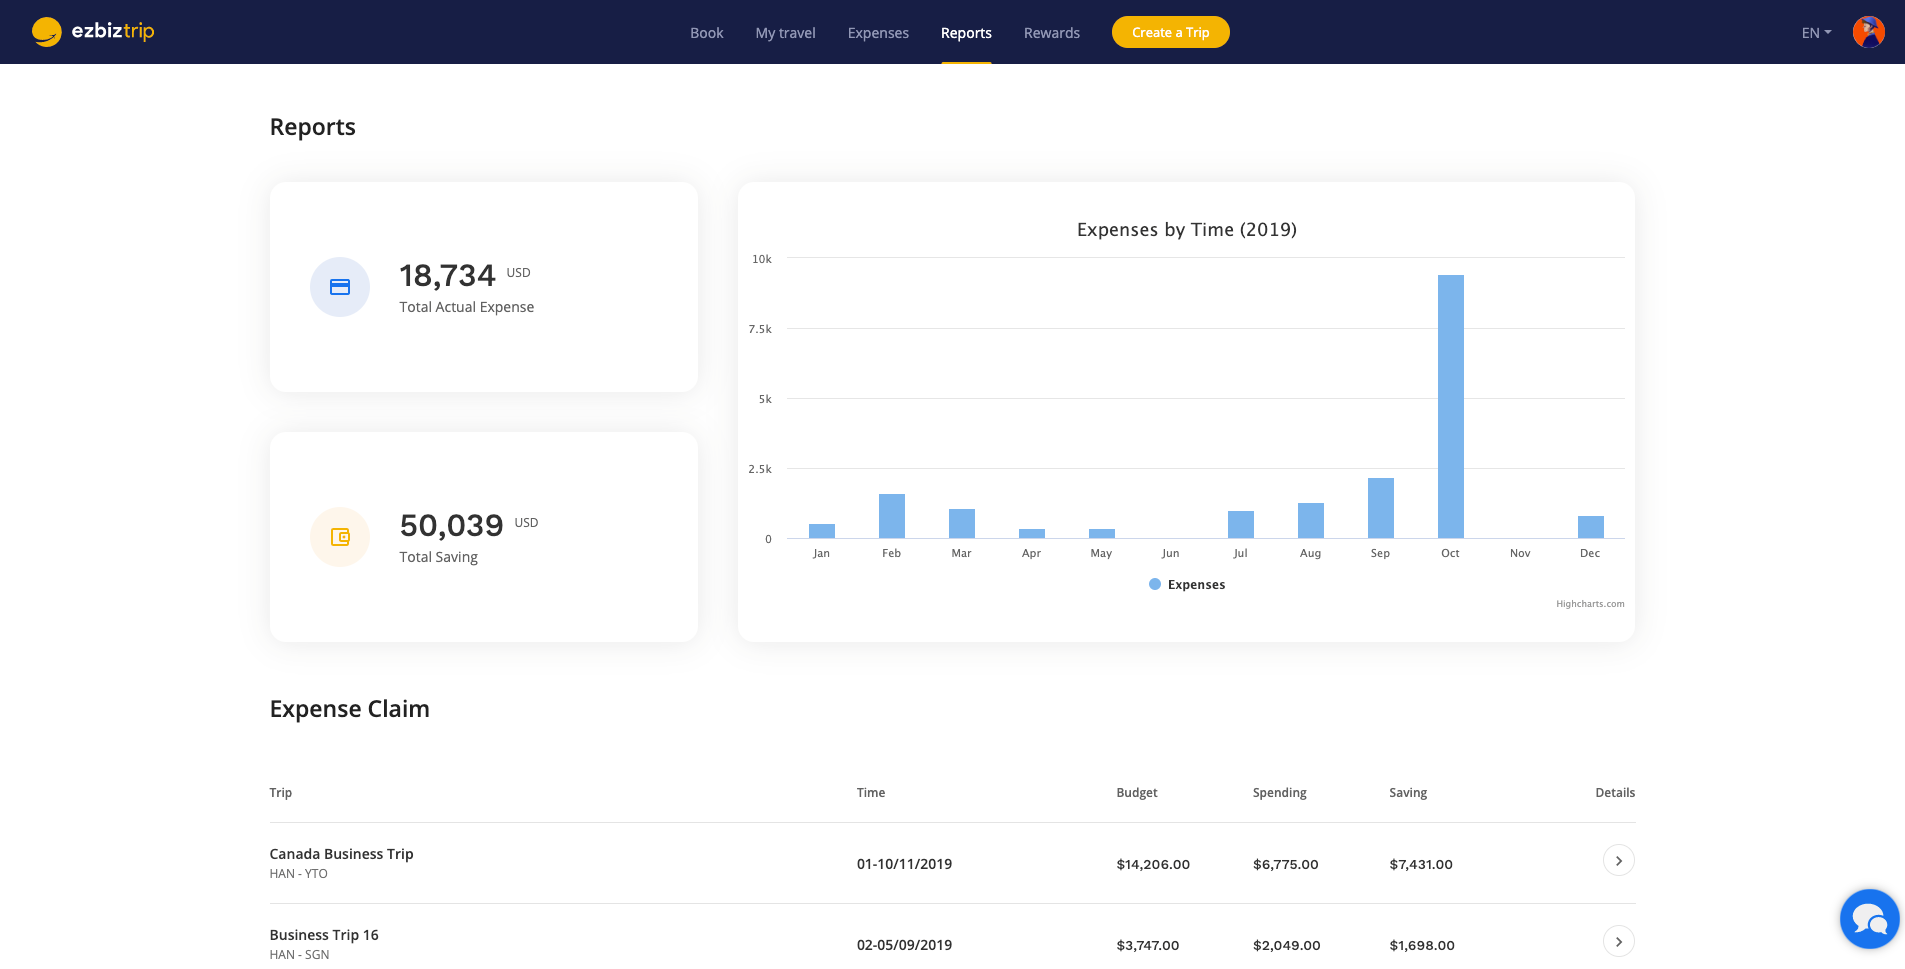 ezbiztrip
Book My travel Expenses Reports Rewards Create a Trip EN
Reports
18,734 USD
Total Actual Expense
50,039 USD
Total Saving
Expenses by Time (2019)
10k
7.5k
5k
2.5k
0
Jan Feb Mar Apr May Jun Jul Aug Sep Oct Nov Dec
Expenses
Highcharts.com
Expense Claim
Trip Time Budget Spending Saving Details
Canada Business Trip
HAN - YTO
01-10/11/2019 $14,206.00 $6,775.00 $7,431.00
Business Trip 16
HAN - SGN
02-05/09/2019 $3,747.00 $2,049.00 $1,698.00